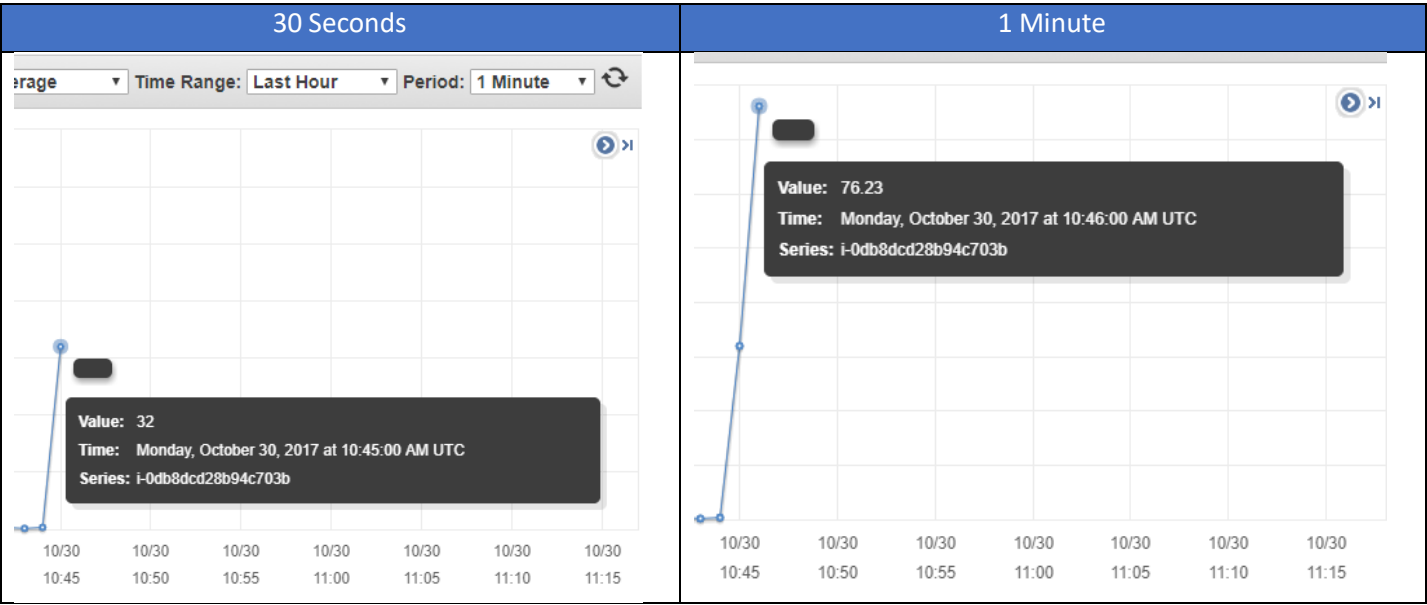 30 Seconds
1 Minute
erage Time Range: Last Hour Period: 1 Minute
Value: 32
Time: Monday, October 30, 2017 at 10:45:00 AM UTC
Series: i-0db8dcd28b94c703b
10/30 10/30 10/30 10/30 10/30 10/30 10/30
10:45 10:50 10:55 11:00 11:05 11:10 11:15
Value: 76.23
Time: Monday, October 30, 2017 at 10:46:00 AM UTC
Series: i-0db8dcd28b94c703b
10/30 10/30 10/30 10/30 10/30 10/30 10/30
10:45 10:50 10:55 11:00 11:05 11:10 11:15